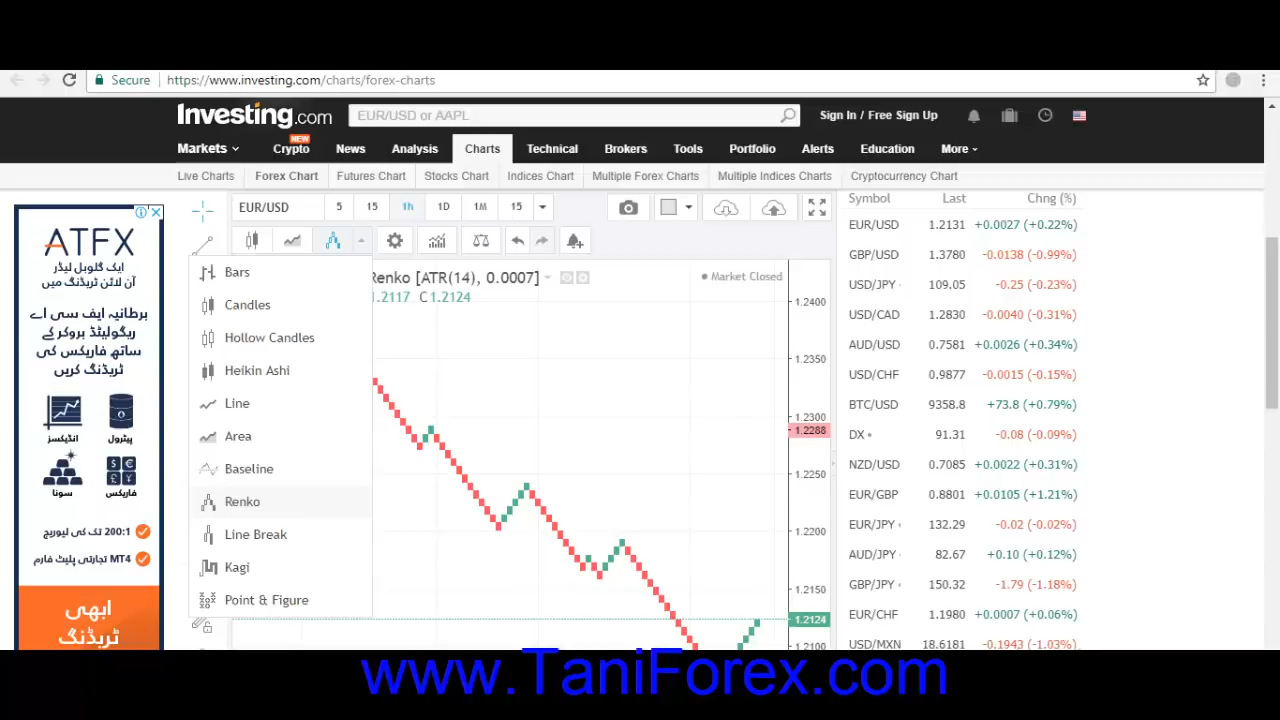 Secure
https://www.investing.com/charts/forex-charts
Investing.com
EUR/USD or AAPL
Sign In / Free Sign Up
NEW
Markets
Crypto
News
Analysis
Charts
Technical
Brokers
Tools
Portfolio
Alerts
Education
More
Live Charts
Forex Chart
Futures Chart
Stocks Chart
Indices Chart
Multiple Forex Charts
Multiple Indices Charts
Cryptocurrency Chart
ATFX
ایک گلوبل لیڈر
آن لائن ٹریڈنگ میں
برطانیہ ایف سی اے
ریگولیٹڈ بروکر کے
ساتھ فاریکس کی
ٹریڈنگ کریں
انڈیکسز
پیٹرول
سونا
فاریکس
200:1 تک کی لیوریج
MT4 تجارتی پلیٹ فارم
ابھی
ٹریڈنگ
EUR/USD
5
15
1h
1D
1M
15
Bars
Candles
Hollow Candles
Heikin Ashi
Line
Area
Baseline
Renko
Line Break
Kagi
Point & Figure
Renko [ATR(14), 0.0007]
1.2117 C1.2124
Market Closed
1.2400
1.2350
1.2300
1.2288
1.2250
1.2200
1.2150
1.2124
1.2100
Symbol Last Chng (%)
EUR/USD 1.2131 +0.0027 (+0.22%)
GBP/USD 1.3780 -0.0138 (-0.99%)
USD/JPY 109.05 -0.25 (-0.23%)
USD/CAD 1.2830 -0.0040 (-0.31%)
AUD/USD 0.7581 +0.0026 (+0.34%)
USD/CHF 0.9877 -0.0015 (-0.15%)
BTC/USD 9358.8 +73.8 (+0.79%)
DX 91.31 -0.08 (-0.09%)
NZD/USD 0.7085 +0.0022 (+0.31%)
EUR/GBP 0.8801 +0.0105 (+1.21%)
EUR/JPY 132.29 -0.02 (-0.02%)
AUD/JPY 82.67 +0.10 (+0.12%)
GBP/JPY 150.32 -1.79 (-1.18%)
EUR/CHF 1.1980 +0.0007 (+0.06%)
USD/MXN 18.6181 -0.1943 (-1.03%)
www.TaniForex.com